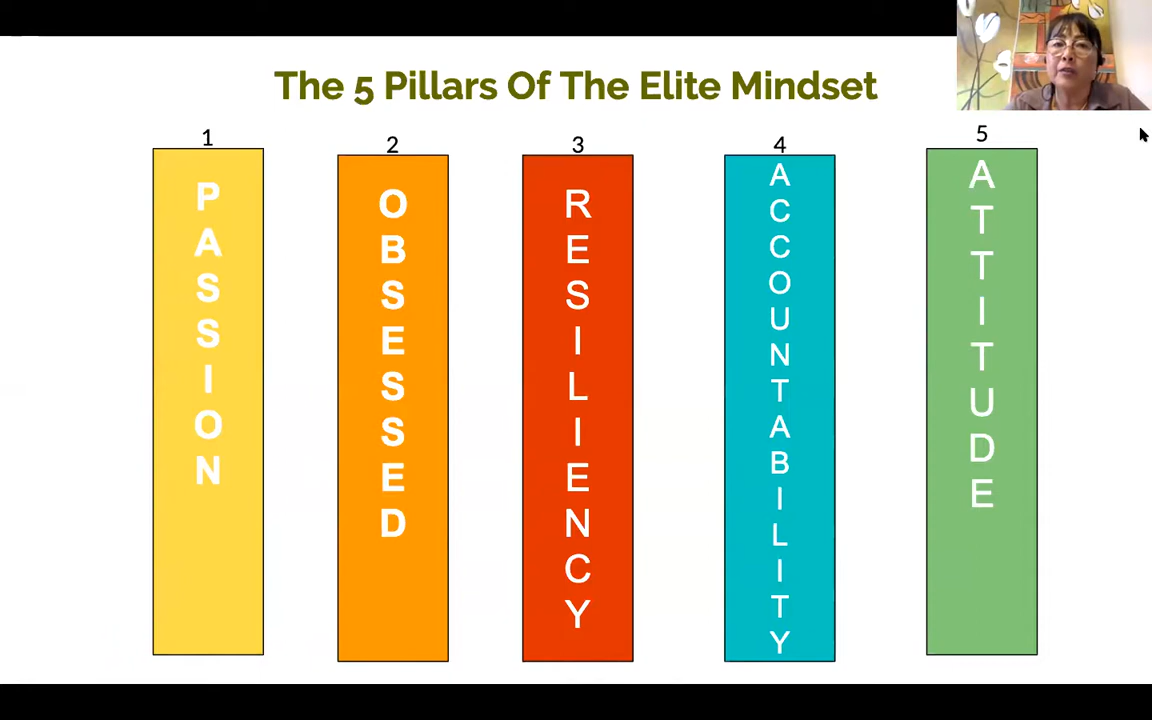 The 5 Pillars Of The Elite Mindset
1
PASSION
2
OBSESSED
3
RESILIENCY
4
ACCOUNTABILITY
5
ATTITUDE